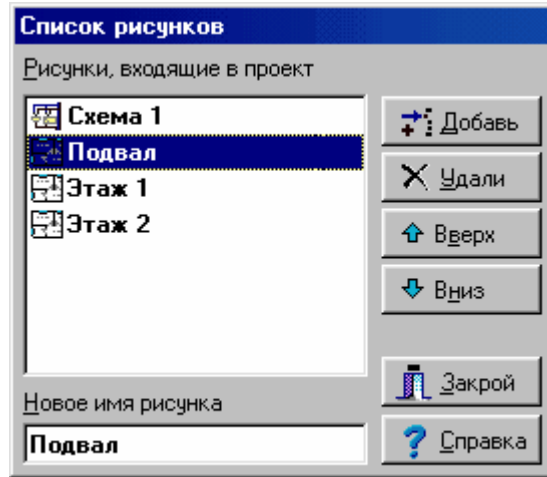 Список рисунков
Рисунки, входящие в проект
Схема 1
Подвал
Этаж 1
Этаж 2
Добавь
Удали
Вверх
Вниз
Закрой
Новое имя рисунка
Подвал
Справка